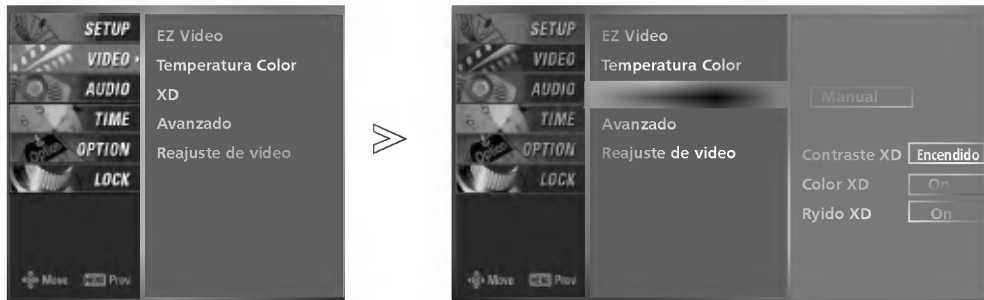 SETUP
VIDEO
AUDIO
TIME
OPTION
LOCK
Move MENU Prev
EZ Video
Temperatura Color
XD
Avanzado
Reajuste de video
SETUP
VIDEO
AUDIO
TIME
OPTION
LOCK
Move MENU Prev
EZ Video
Temperatura Color
Avanzado
Reajuste de video
Manual
Contraste XD Encendido
Color XD On
Ryido XD On